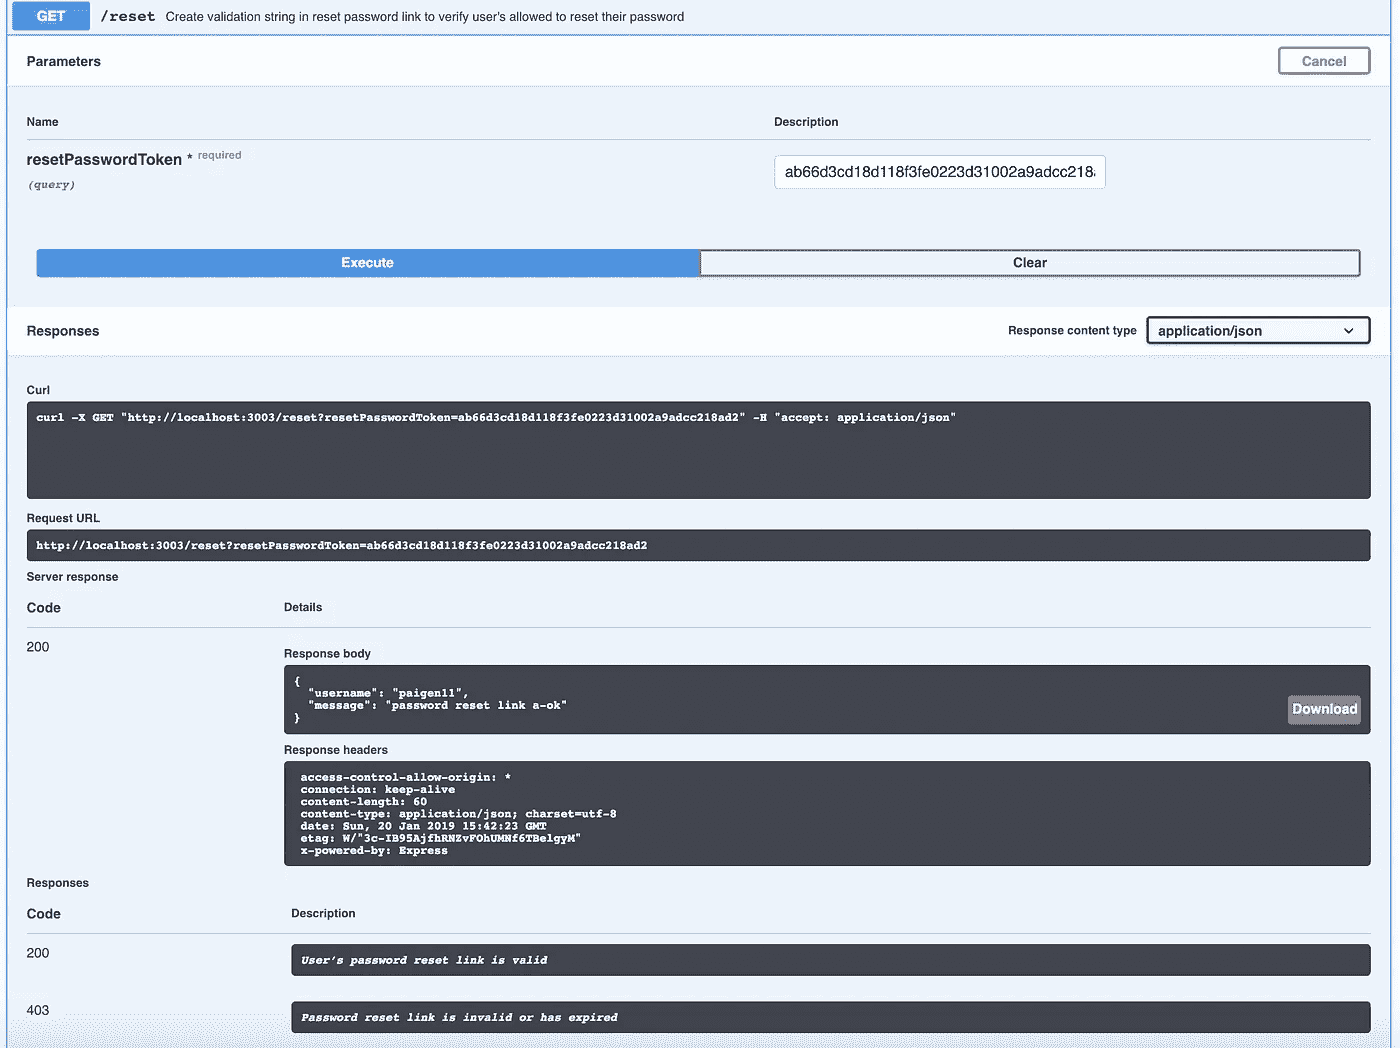 GET /reset Create validation string in reset password link to verify user's allowed to reset their password
Parameters
Cancel
Name Description
resetPasswordToken * required
(query)
ab66d3cd18d118f3fe0223d31002a9adcc218
Execute Clear
Responses
Response content type application/json
Curl
curl -X GET "http://localhost:3003/reset?resetPasswordToken=ab66d3cd18d118f3fe0223d31002a9adcc218ad2" -H "accept: application/json"
Request URL
http://localhost:3003/reset?resetPasswordToken=ab66d3cd18d118f3fe0223d31002a9adcc218ad2
Server response
Code Details
200
Response body
{
"username": "paigen11",
"message": "password reset link a-ok"
}
Download
Response headers
access-control-allow-origin: *
connection: keep-alive
content-length: 60
content-type: application/json; charset=utf-8
date: Sun, 20 Jan 2019 15:42:23 GMT
etag: W/"3c-IB95AjfhRNZvFOhUMNf6TBelgyM"
x-powered-by: Express
Responses
Code Description
200 User's password reset link is valid
403 Password reset link is invalid or has expired